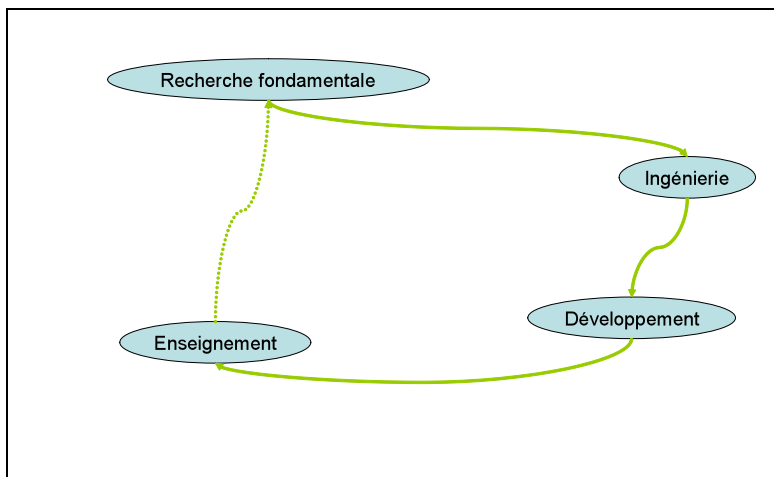 Recherche fondamentale
Ingénierie
Développement
Enseignement